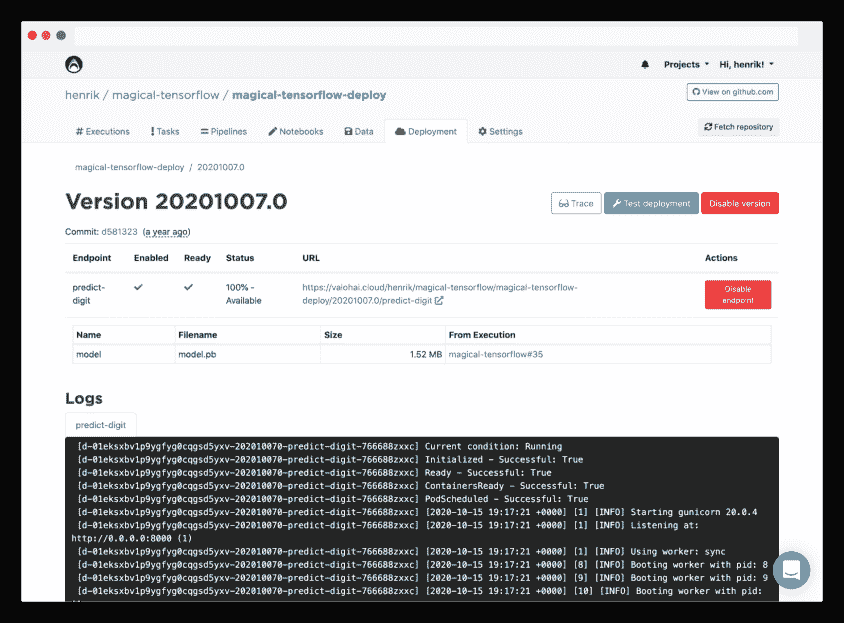 Projects Hi, henrik!
henrik / magical-tensorflow / magical-tensorflow-deploy
View on github.com
# Executions ! Tasks Pipelines Notebooks Data Deployment Settings
Fetch repository
magical-tensorflow-deploy / 20201007.0
Version 20201007.0
Trace Test deployment Disable version
Commit: d581323 (a year ago)
Endpoint Enabled Ready Status URL Actions
predict-digit 100% - Available https://valohai.cloud/henrik/magical-tensorflow/magical-tensorflow-deploy/20201007.0/predict-digit Disable endpoint
Name Filename Size From Execution
model model.pb 1.52 MB magical-tensorflow#35
Logs
predict-digit
[d-01eksxbv1p9ygfyg0cqgsd5yxv-202010070-predict-digit-766688zxxc] Current condition: Running
[d-01eksxbv1p9ygfyg0cqgsd5yxv-202010070-predict-digit-766688zxxc] Initialized - Successful: True
[d-01eksxbv1p9ygfyg0cqgsd5yxv-202010070-predict-digit-766688zxxc] Ready - Successful: True
[d-01eksxbv1p9ygfyg0cqgsd5yxv-202010070-predict-digit-766688zxxc] ContainersReady - Successful: True
[d-01eksxbv1p9ygfyg0cqgsd5yxv-202010070-predict-digit-766688zxxc] PodScheduled - Successful: True
[d-01eksxbv1p9ygfyg0cqgsd5yxv-202010070-predict-digit-766688zxxc] [2020-10-15 19:17:21 +0000] [1] [INFO] Starting gunicorn 20.0.4
[d-01eksxbv1p9ygfyg0cqgsd5yxv-202010070-predict-digit-766688zxxc] [2020-10-15 19:17:21 +0000] [1] [INFO] Listening at:
http://0.0.0.0:8000 (1)
[d-01eksxbv1p9ygfyg0cqgsd5yxv-202010070-predict-digit-766688zxxc] [2020-10-15 19:17:21 +0000] [1] [INFO] Using worker: sync
[d-01eksxbv1p9ygfyg0cqgsd5yxv-202010070-predict-digit-766688zxxc] [2020-10-15 19:17:21 +0000] [8] [INFO] Booting worker with pid: 8
[d-01eksxbv1p9ygfyg0cqgsd5yxv-202010070-predict-digit-766688zxxc] [2020-10-15 19:17:21 +0000] [9] [INFO] Booting worker with pid: 9
[d-01eksxbv1p9ygfyg0cqgsd5yxv-202010070-predict-digit-766688zxxc] [2020-10-15 19:17:21 +0000] [10] [INFO] Booting worker with pid: